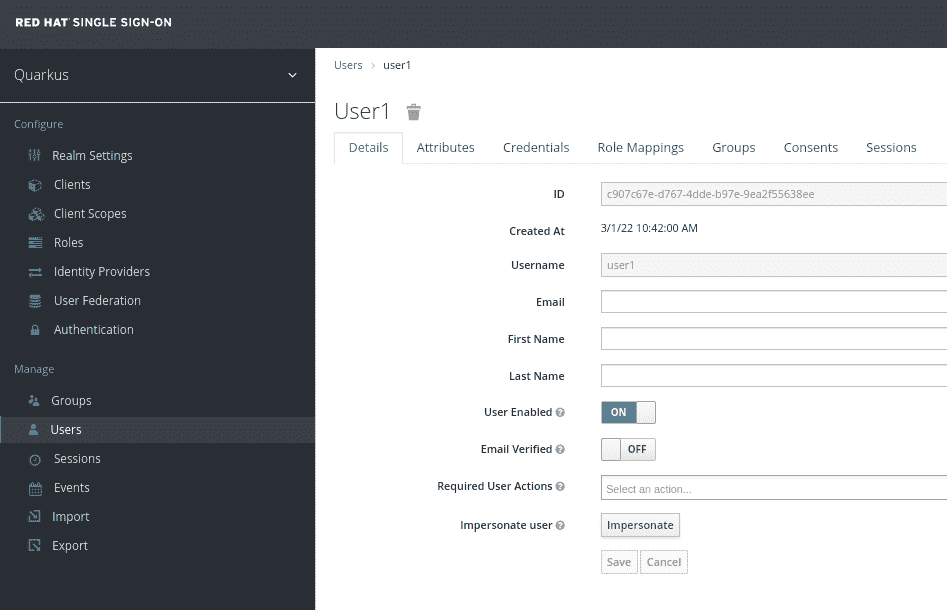 RED HAT SINGLE SIGN-ON
Quarkus
Configure
Realm Settings
Clients
Client Scopes
Roles
Identity Providers
User Federation
Authentication
Manage
Groups
Users
Sessions
Events
Import
Export
Users > user1
User1
Details Attributes Credentials Role Mappings Groups Consents Sessions
ID c907c67e-d767-4dde-b97e-9ea2f55638ee
Created At 3/1/22 10:42:00 AM
Username user1
Email
First Name
Last Name
User Enabled ON
Email Verified OFF
Required User Actions Select an action...
Impersonate user Impersonate
Save Cancel